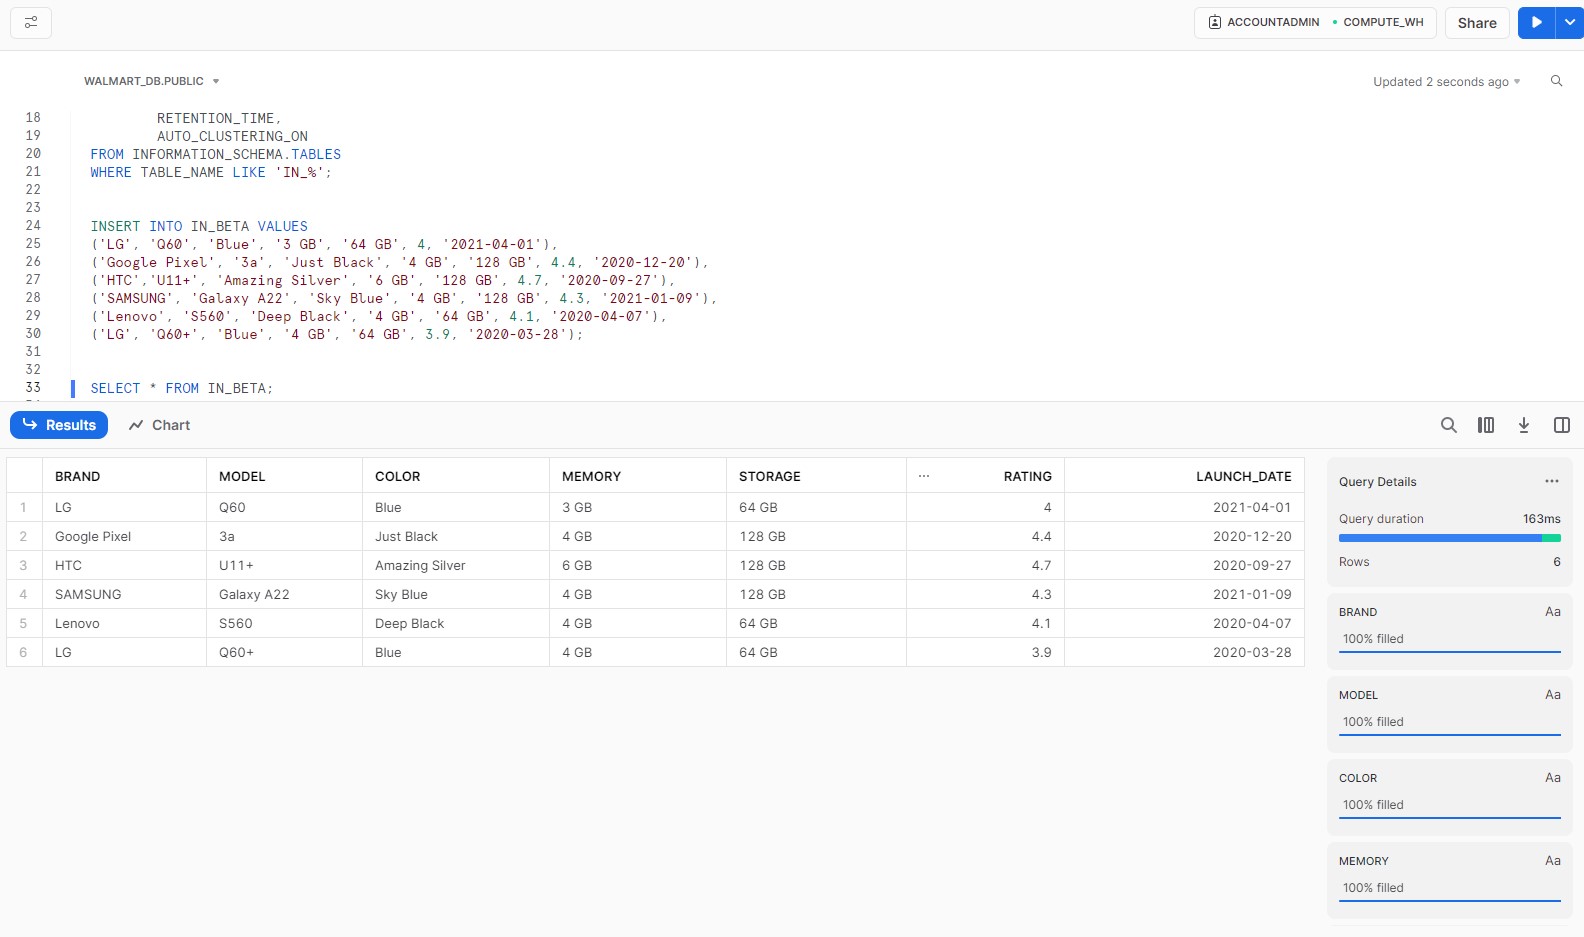 ACCOUNTADMIN • COMPUTE_WH Share
WALMART_DB.PUBLIC Updated 2 seconds ago
18 RETENTION_TIME,
19 AUTO_CLUSTERING_ON
20 FROM INFORMATION_SCHEMA.TABLES
21 WHERE TABLE_NAME LIKE 'IN_%';
22
23
24 INSERT INTO IN_BETA VALUES
25 ('LG', 'Q60', 'Blue', '3 GB', '64 GB', 4, '2021-04-01'),
26 ('Google Pixel', '3a', 'Just Black', '4 GB', '128 GB', 4.4, '2020-12-20'),
27 ('HTC','U11+', 'Amazing Silver', '6 GB', '128 GB', 4.7, '2020-09-27'),
28 ('SAMSUNG', 'Galaxy A22', 'Sky Blue', '4 GB', '128 GB', 4.3, '2021-01-09'),
29 ('Lenovo', 'S560', 'Deep Black', '4 GB', '64 GB', 4.1, '2020-04-07'),
30 ('LG', 'Q60+', 'Blue', '4 GB', '64 GB', 3.9, '2020-03-28');
31
32
33 SELECT * FROM IN_BETA;
Results Chart
BRAND MODEL COLOR MEMORY STORAGE ... RATING LAUNCH_DATE
1 LG Q60 Blue 3 GB 64 GB 4 2021-04-01
2 Google Pixel 3a Just Black 4 GB 128 GB 4.4 2020-12-20
3 HTC U11+ Amazing Silver 6 GB 128 GB 4.7 2020-09-27
4 SAMSUNG Galaxy A22 Sky Blue 4 GB 128 GB 4.3 2021-01-09
5 Lenovo S560 Deep Black 4 GB 64 GB 4.1 2020-04-07
6 LG Q60+ Blue 4 GB 64 GB 3.9 2020-03-28
Query Details ...
Query duration 163ms
Rows 6
BRAND Aa
100% filled
MODEL Aa
100% filled
COLOR Aa
100% filled
MEMORY Aa
100% filled